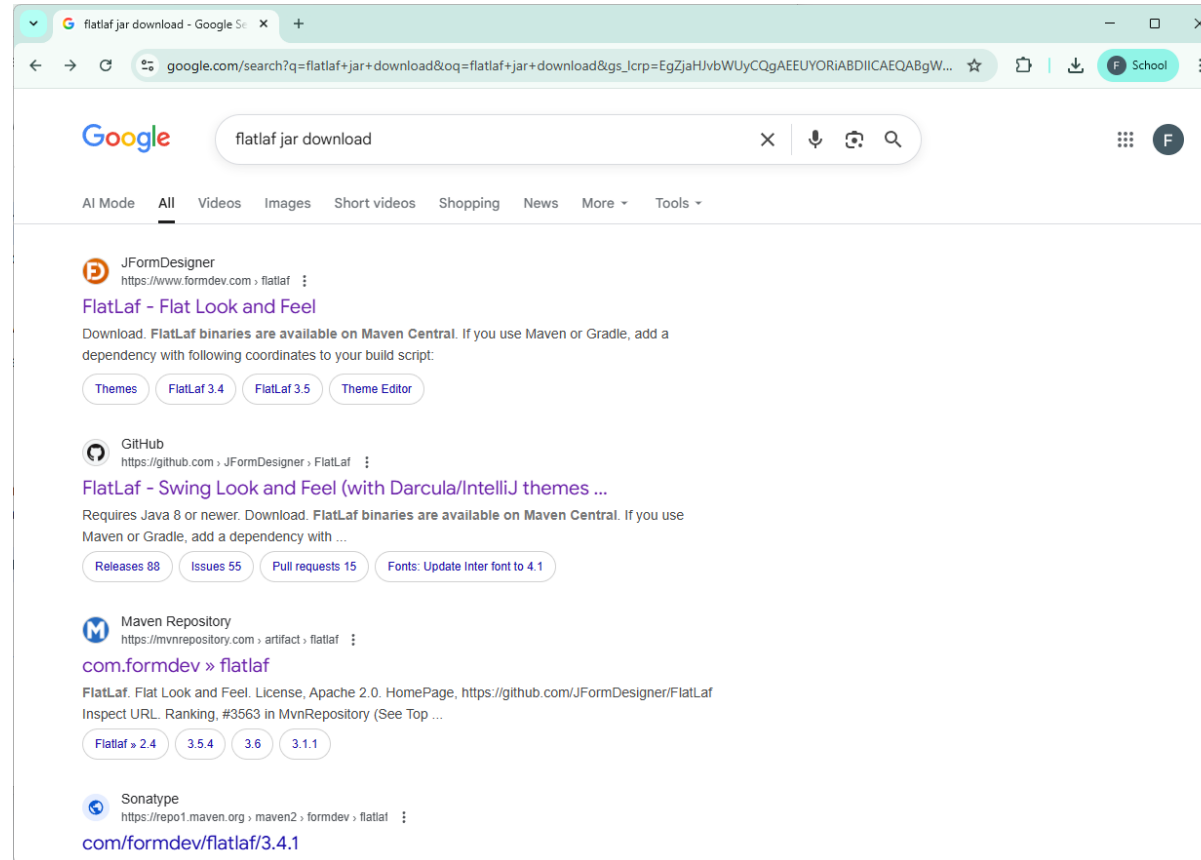 flatlaf jar download - Google Se
google.com/search?q=flatlaf+jar+download&oq=flatlaf+jar+download&gs_lcrp=EgZjaHJvbWUyCQgAEEUYORiABDIICAEQABgW...
F School
Google
flatlaf jar download
F
AI Mode All Videos Images Short videos Shopping News More Tools
JFormDesigner
https://www.formdev.com › flatlaf
FlatLaf - Flat Look and Feel
Download. FlatLaf binaries are available on Maven Central. If you use Maven or Gradle, add a
dependency with following coordinates to your build script:
Themes FlatLaf 3.4 FlatLaf 3.5 Theme Editor
GitHub
https://github.com › JFormDesigner › FlatLaf
FlatLaf - Swing Look and Feel (with Darcula/IntelliJ themes ...
Requires Java 8 or newer. Download. FlatLaf binaries are available on Maven Central. If you use
Maven or Gradle, add a dependency with ...
Releases 88 Issues 55 Pull requests 15 Fonts: Update Inter font to 4.1
Maven Repository
https://mvnrepository.com › artifact › flatlaf
com.formdev » flatlaf
FlatLaf. Flat Look and Feel. License, Apache 2.0. HomePage, https://github.com/JFormDesigner/FlatLaf
Inspect URL. Ranking, #3563 in MvnRepository (See Top ...
Flatlaf » 2.4 3.5.4 3.6 3.1.1
Sonatype
https://repo1.maven.org › maven2 › formdev › flatlaf
com/formdev/flatlaf/3.4.1